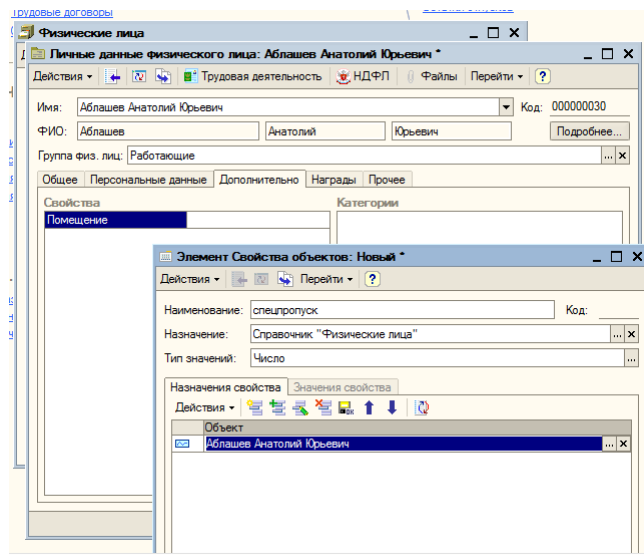 Трудовые договоры
Физические лица
Личные данные физического лица: Аблашев Анатолий Юрьевич *
Действия Трудовая деятельность НДФЛ Файлы Перейти ?
Имя: Аблашев Анатолий Юрьевич Код: 000000030
ФИО: Аблашев Анатолий Юрьевич Подробнее...
Группа физ. лиц: Работающие ... x
Общее Персональные данные Дополнительно Награды Прочее
Свойства Категории
Помещение
Элемент Свойства объектов: Новый *
Действия Перейти ?
Наименование: спецпропуск Код:
Назначение: Справочник "Физические лица" ... x
Тип значений: Число ...
Назначения свойства Значения свойства
Действия
Объект
Аблашев Анатолий Юрьевич ... x